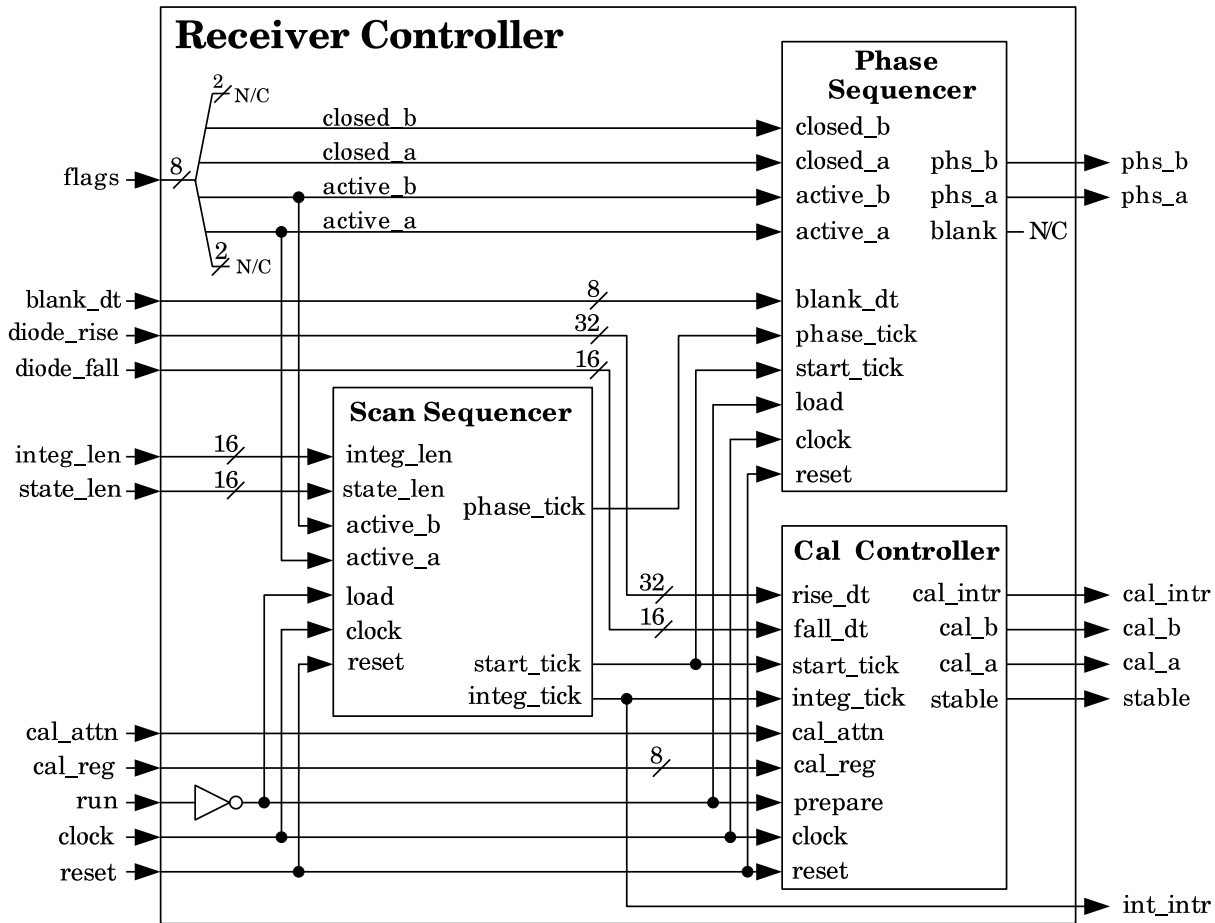 Receiver Controller
2
N/C
closed_b
closed_a
active_b
active_a
flags
8
2
N/C
Phase
Sequencer
closed_b
closed_a
active_b
active_a
phs_b
phs_a
blank
N/C
blank_dt
phase_tick
start_tick
load
clock
reset
phs_b
phs_a
blank_dt
8
diode_rise
32
diode_fall
16
Scan Sequencer
integ_len
state_len
active_b
active_a
load
clock
reset
phase_tick
start_tick
integ_tick
integ_len
16
state_len
16
Cal Controller
32
16
rise_dt
fall_dt
start_tick
integ_tick
cal_attn
cal_reg
prepare
clock
reset
cal_intr
cal_b
cal_a
stable
cal_intr
cal_b
cal_a
stable
cal_attn
cal_reg
8
run
clock
reset
int_intr